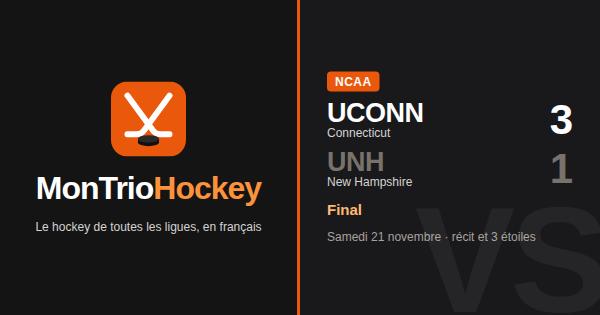 MonTrioHockey
Le hockey de toutes les ligues, en français
NCAA
UCONN 3
Connecticut
UNH 1
New Hampshire
Final
Samedi 21 novembre · récit et 3 étoiles
VS